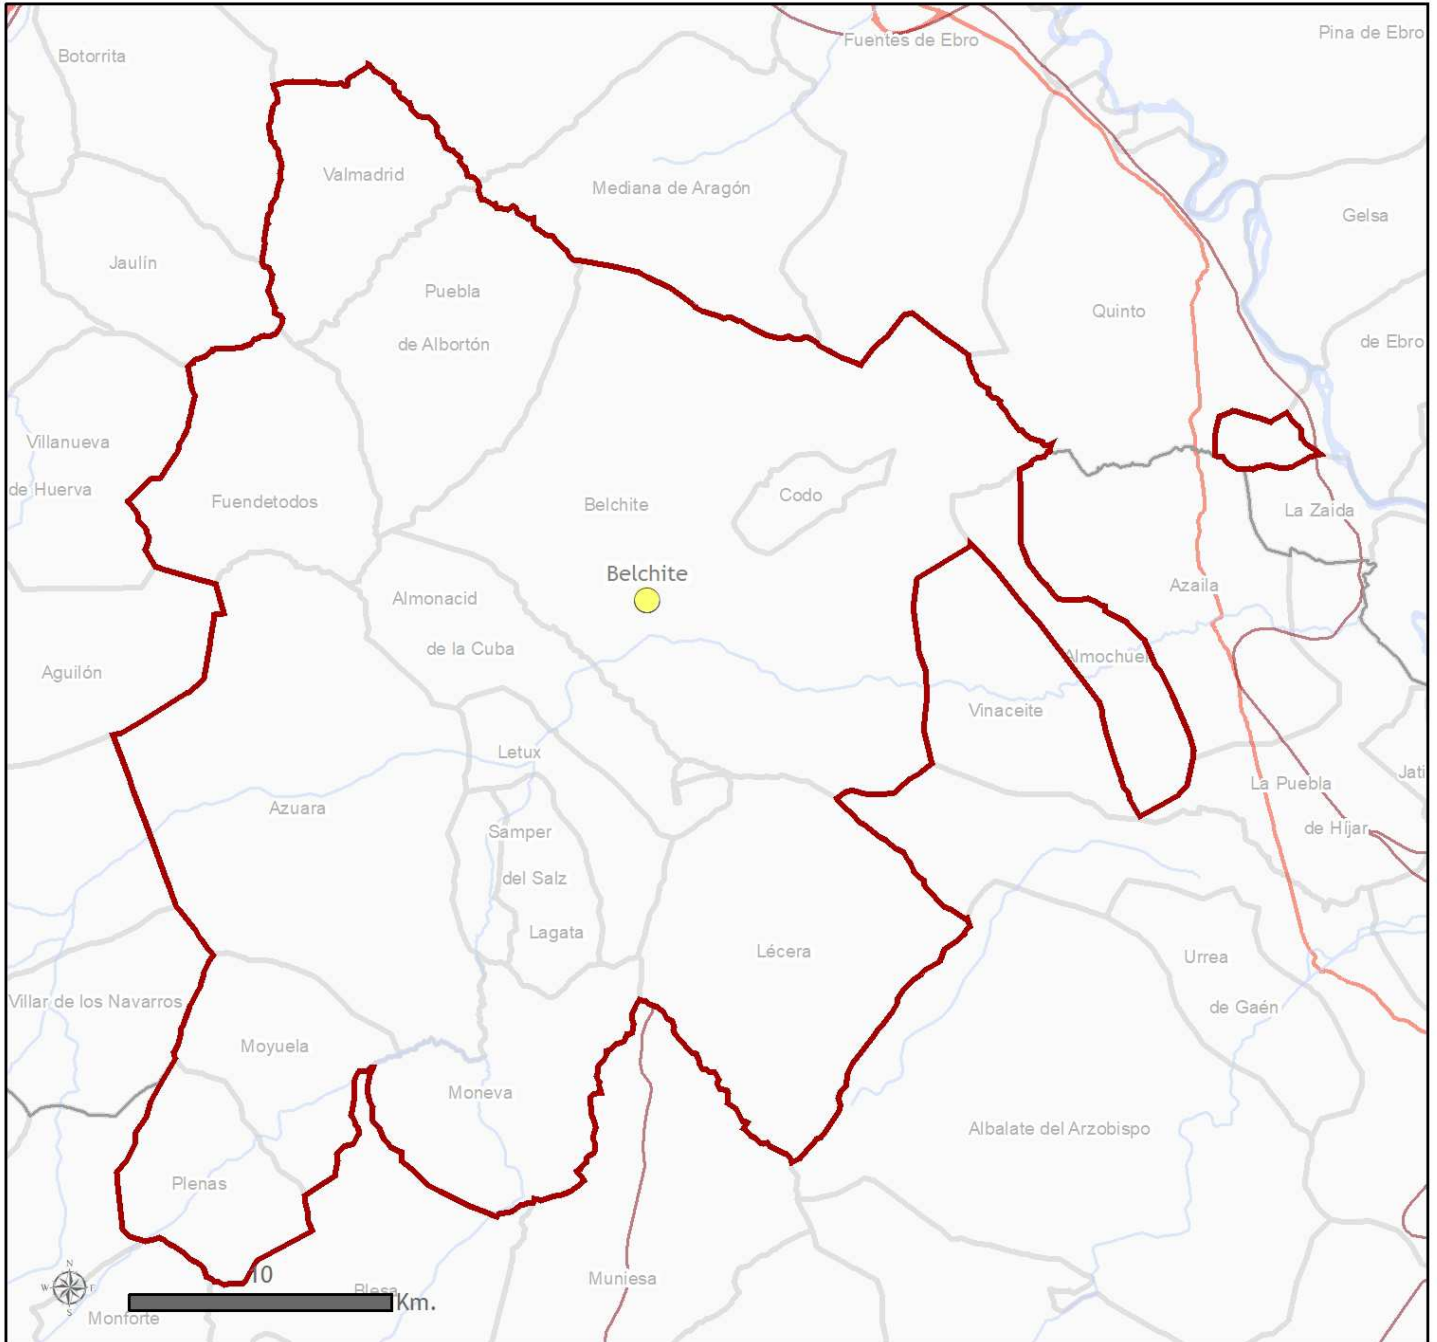 Pina de Ebro
Fuentes de Ebro
Botorrita
Valmadrid
Mediana de Aragón
Gelsa
Jaulín
Puebla
de Albortón
Quinto
de Ebro
Villanueva
de Huerva
Fuendetodos
Belchite
Codo
La Zaida
Belchite
Almonacid
de la Cuba
Azaila
Aguilón
Almochuel
Vinaceite
Letux
Jati
La Puebla
de Híjar
Azuara
Samper
del Salz
Lagata
Lécera
Urrea
de Gaén
Villar de los Navarros
Moyuela
Moneva
Albalate del Arzobispo
Plenas
N
W E
S
10
Km.
Blesa
Muniesa
Monforte